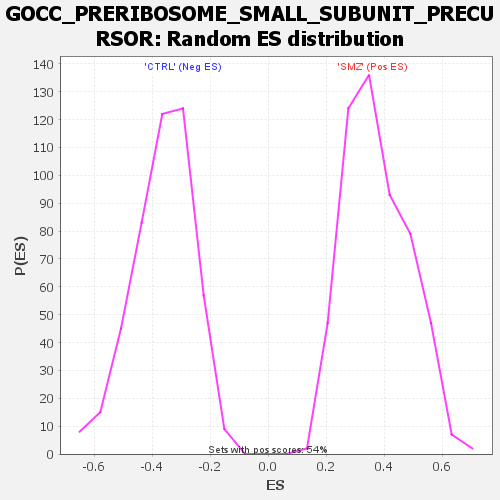 GOCC_PRERIBOSOME_SMALL_SUBUNIT_PRECU
RSOR: Random ES distribution
'CTRL' (Neg ES) 'SMZ' (Pos ES)
140
130
120
110
100
90
80
70
60
50
40
30
20
10
0
P(ES)
Sets with pos scores: 54%
-0.6 -0.4 -0.2 0.0 0.2 0.4 0.6
ES